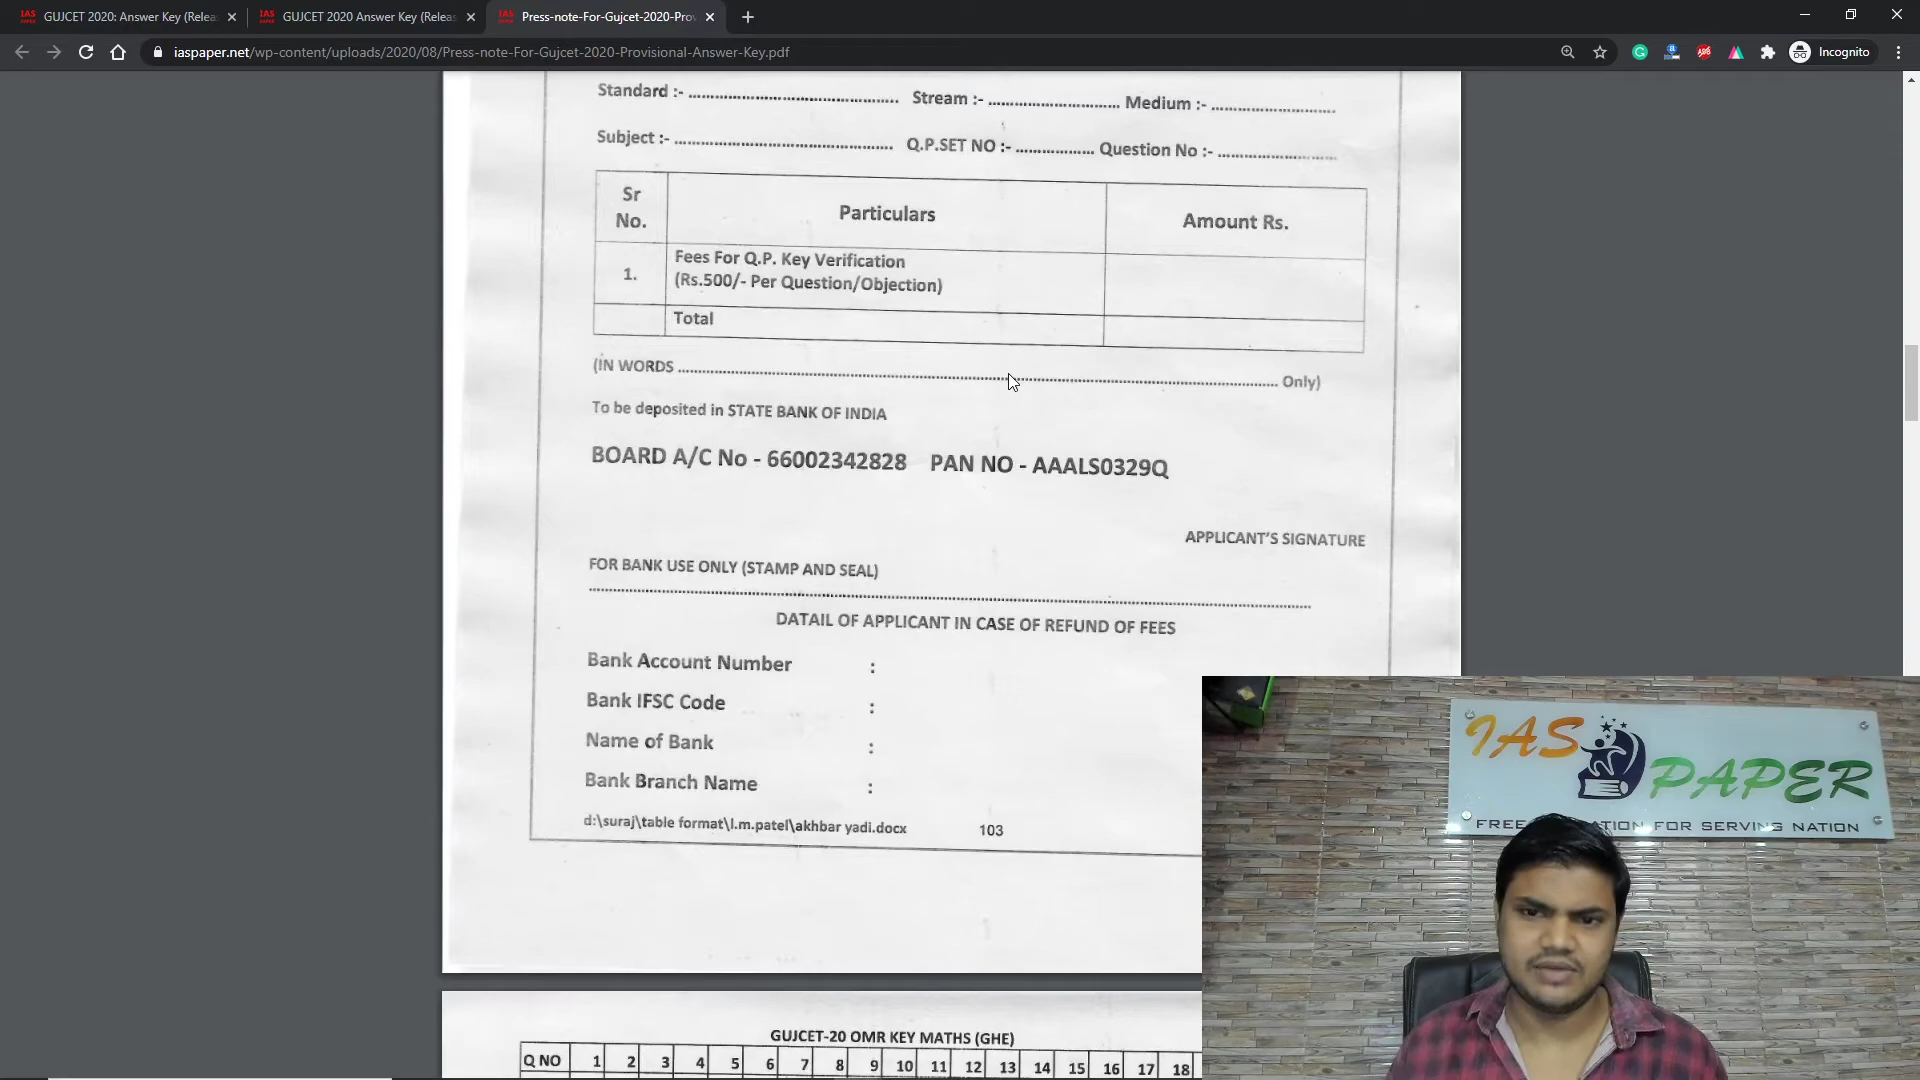 GUJCET 2020: Answer Key (Relea
GUJCET 2020 Answer Key (Releas
Press-note-For-Gujcet-2020-Prov
iaspaper.net/wp-content/uploads/2020/08/Press-note-For-Gujcet-2020-Provisional-Answer-Key.pdf
Incognito
Standard :- .......... Stream :- .......... Medium :- ..........
Subject :- .......... Q.P.SET NO :- .......... Question No :- ..........
Sr No. Particulars Amount Rs.
1. Fees For Q.P. Key Verification
(Rs.500/- Per Question/Objection)
Total
(IN WORDS .......... Only)
To be deposited in STATE BANK OF INDIA
BOARD A/C No - 66002342828 PAN NO - AAALS0329Q
APPLICANT'S SIGNATURE
FOR BANK USE ONLY (STAMP AND SEAL)
DATAIL OF APPLICANT IN CASE OF REFUND OF FEES
Bank Account Number :
Bank IFSC Code :
Name of Bank :
Bank Branch Name :
d:\suraj\table format\l.m.patel\akhbar yadi.docx 103
GUJCET-20 OMR KEY MATHS (GHE)
Q NO 1 2 3 4 5 6 7 8 9 10 11 12 13 14 15 16 17 18
IAS PAPER
FOR SERVING NATION